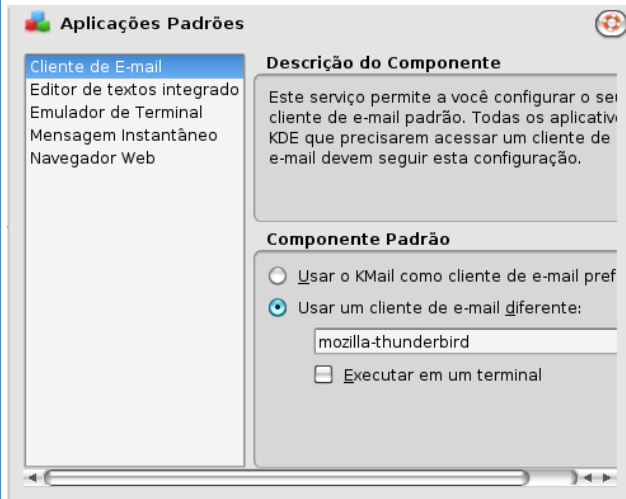 Aplicações Padrões
Cliente de E-mail
Editor de textos integrado
Emulador de Terminal
Mensagem Instantâneo
Navegador Web
Descrição do Componente
Este serviço permite a você configurar o seu
cliente de e-mail padrão. Todas os aplicativo
KDE que precisarem acessar um cliente de
e-mail devem seguir esta configuração.
Componente Padrão
Usar o KMail como cliente de e-mail pref
Usar um cliente de e-mail diferente:
mozilla-thunderbird
Executar em um terminal